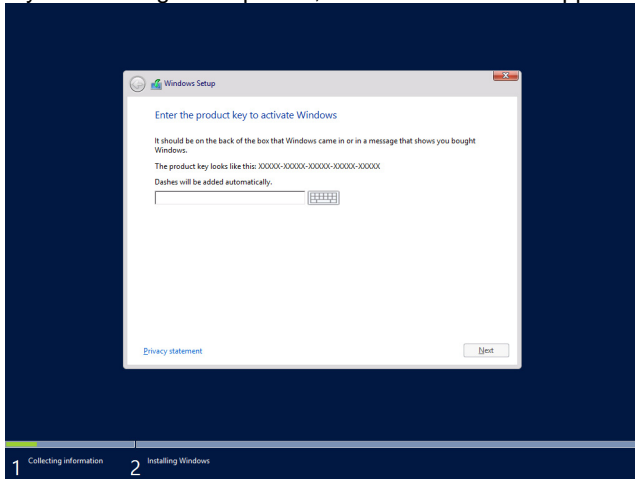 Windows Setup
Enter the product key to activate Windows
It should be on the back of the box that Windows came in or in a message that shows you bought
Windows.
The product key looks like this: XXXXX-XXXXX-XXXXX-XXXXX-XXXXX
Dashes will be added automatically.
Privacy statement
Next
1 Collecting information
2 Installing Windows